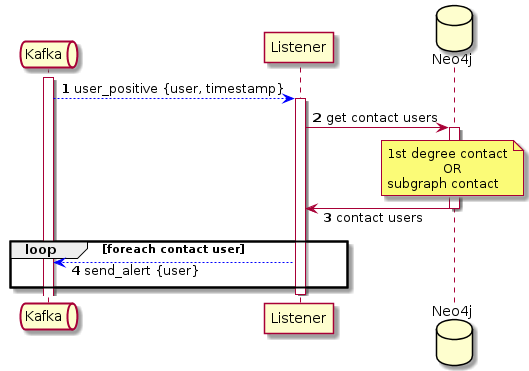 Kafka
Listener
Neo4j
1 user_positive {user, timestamp}
2 get contact users
1st degree contact
OR
subgraph contact
3 contact users
loop [foreach contact user]
4 send_alert {user}
Kafka
Listener
Neo4j